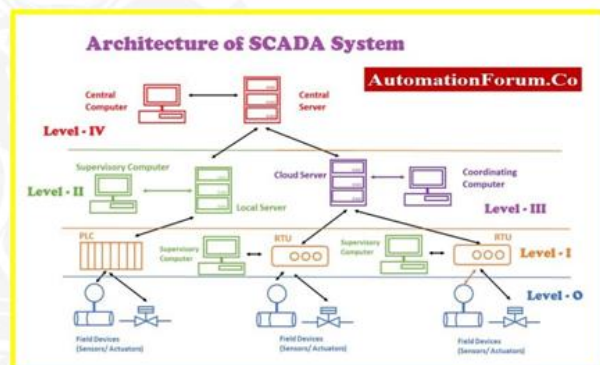 Architecture of SCADA System
AutomationForum.Co
Central
Computer
Central
Server
Level - IV
Supervisory Computer
Cloud Server
Coordinating
Computer
Level - II
Local Server
Level - III
PLC
Supervisory
Computer
RTU
Supervisory
Computer
RTU
Level - I
Level - O
Field Devices
(Sensors/ Actuators)
Field Devices
(Sensors/ Actuators)
Field Devices
(Sensors/ Actuators)